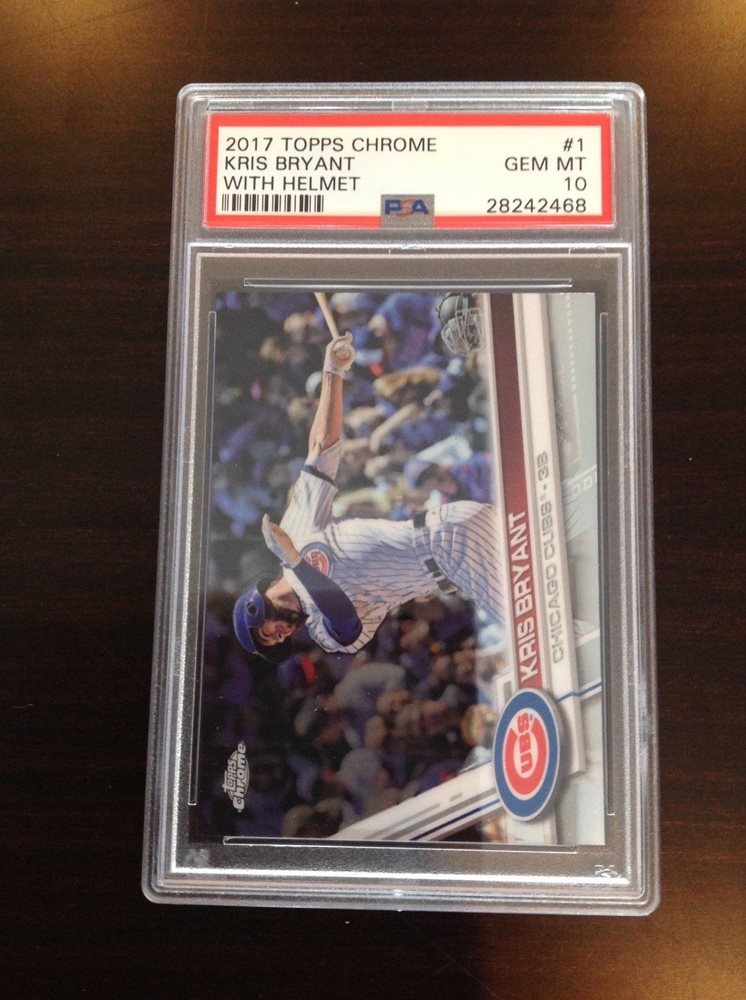 2017 TOPPS CHROME #1
KRIS BRYANT GEM MT
WITH HELMET 10
PSA 28242468
KRIS BRYANT
CHICAGO CUBS® • 3B
CUBS
TOPPS
chrome